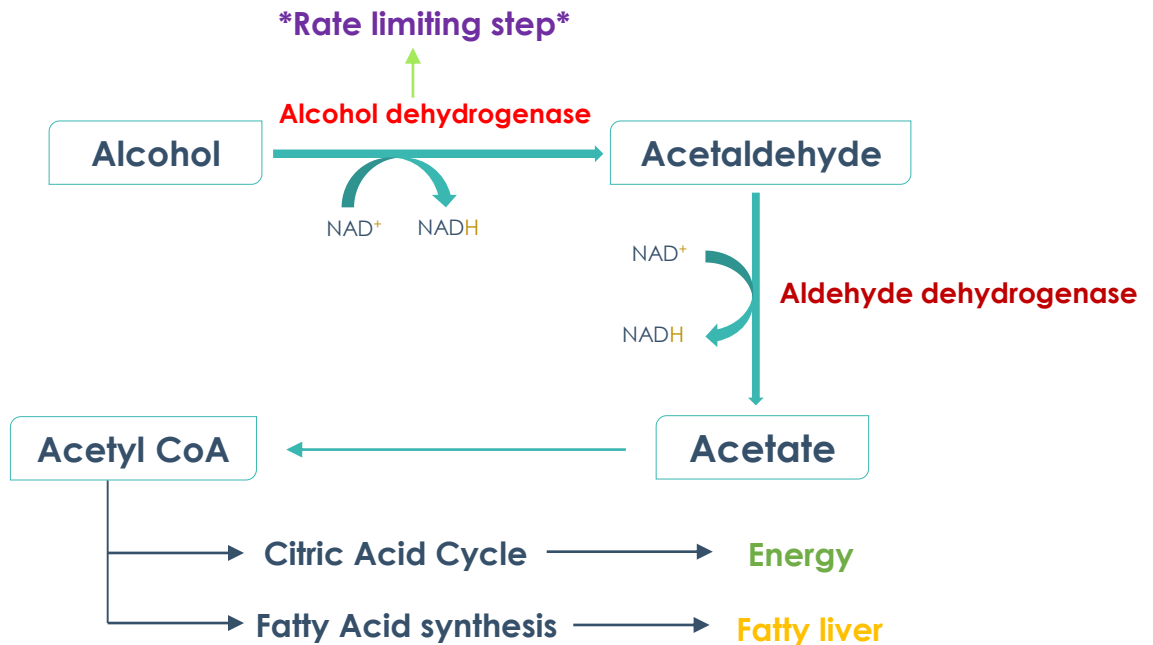 *Rate limiting step*
Alcohol dehydrogenase
Alcohol
Acetaldehyde
NAD⁺
NADH
NAD⁺
Aldehyde dehydrogenase
NADH
Acetyl CoA
Acetate
Citric Acid Cycle
Energy
Fatty Acid synthesis
Fatty liver